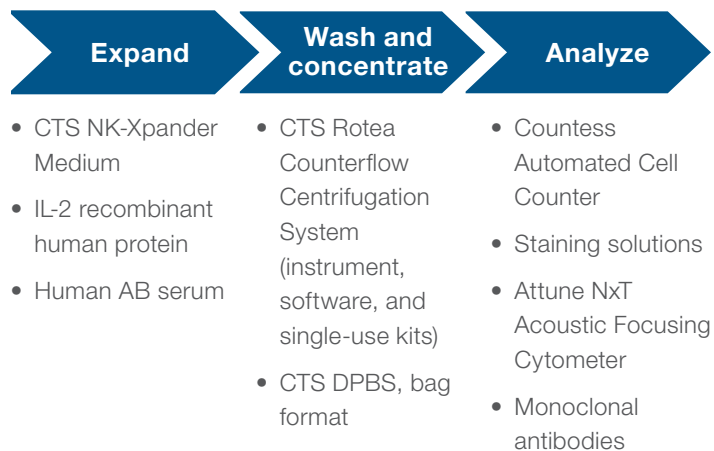 Expand
• CTS NK-Xpander
Medium
• IL-2 recombinant
human protein
• Human AB serum
Wash and
concentrate
• CTS Rotea
Counterflow
Centrifugation
System
(instrument,
software, and
single-use kits)
• CTS DPBS, bag
format
Analyze
• Countess
Automated Cell
Counter
• Staining solutions
• Attune NxT
Acoustic Focusing
Cytometer
• Monoclonal
antibodies